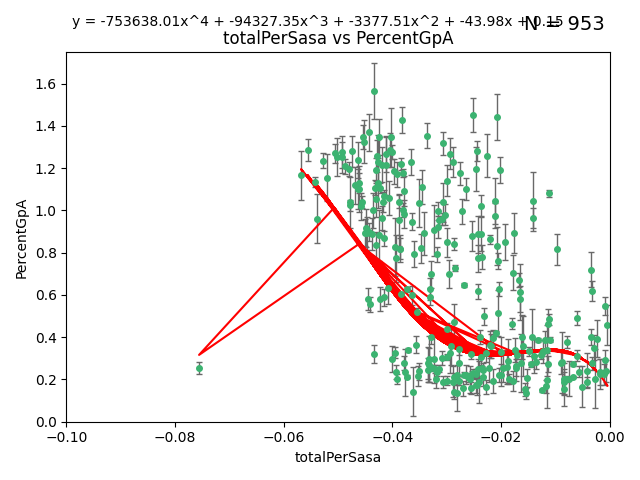 y = -753638.01x^4 + -94327.35x^3 + -3377.51x^2 + -43.98x + 0.15
N = 953
totalPerSasa vs PercentGpA
1.6
1.4
1.2
1.0
0.8
0.6
0.4
0.2
0.0
PercentGpA
−0.10 −0.08 −0.06 −0.04 −0.02 0.00
totalPerSasa